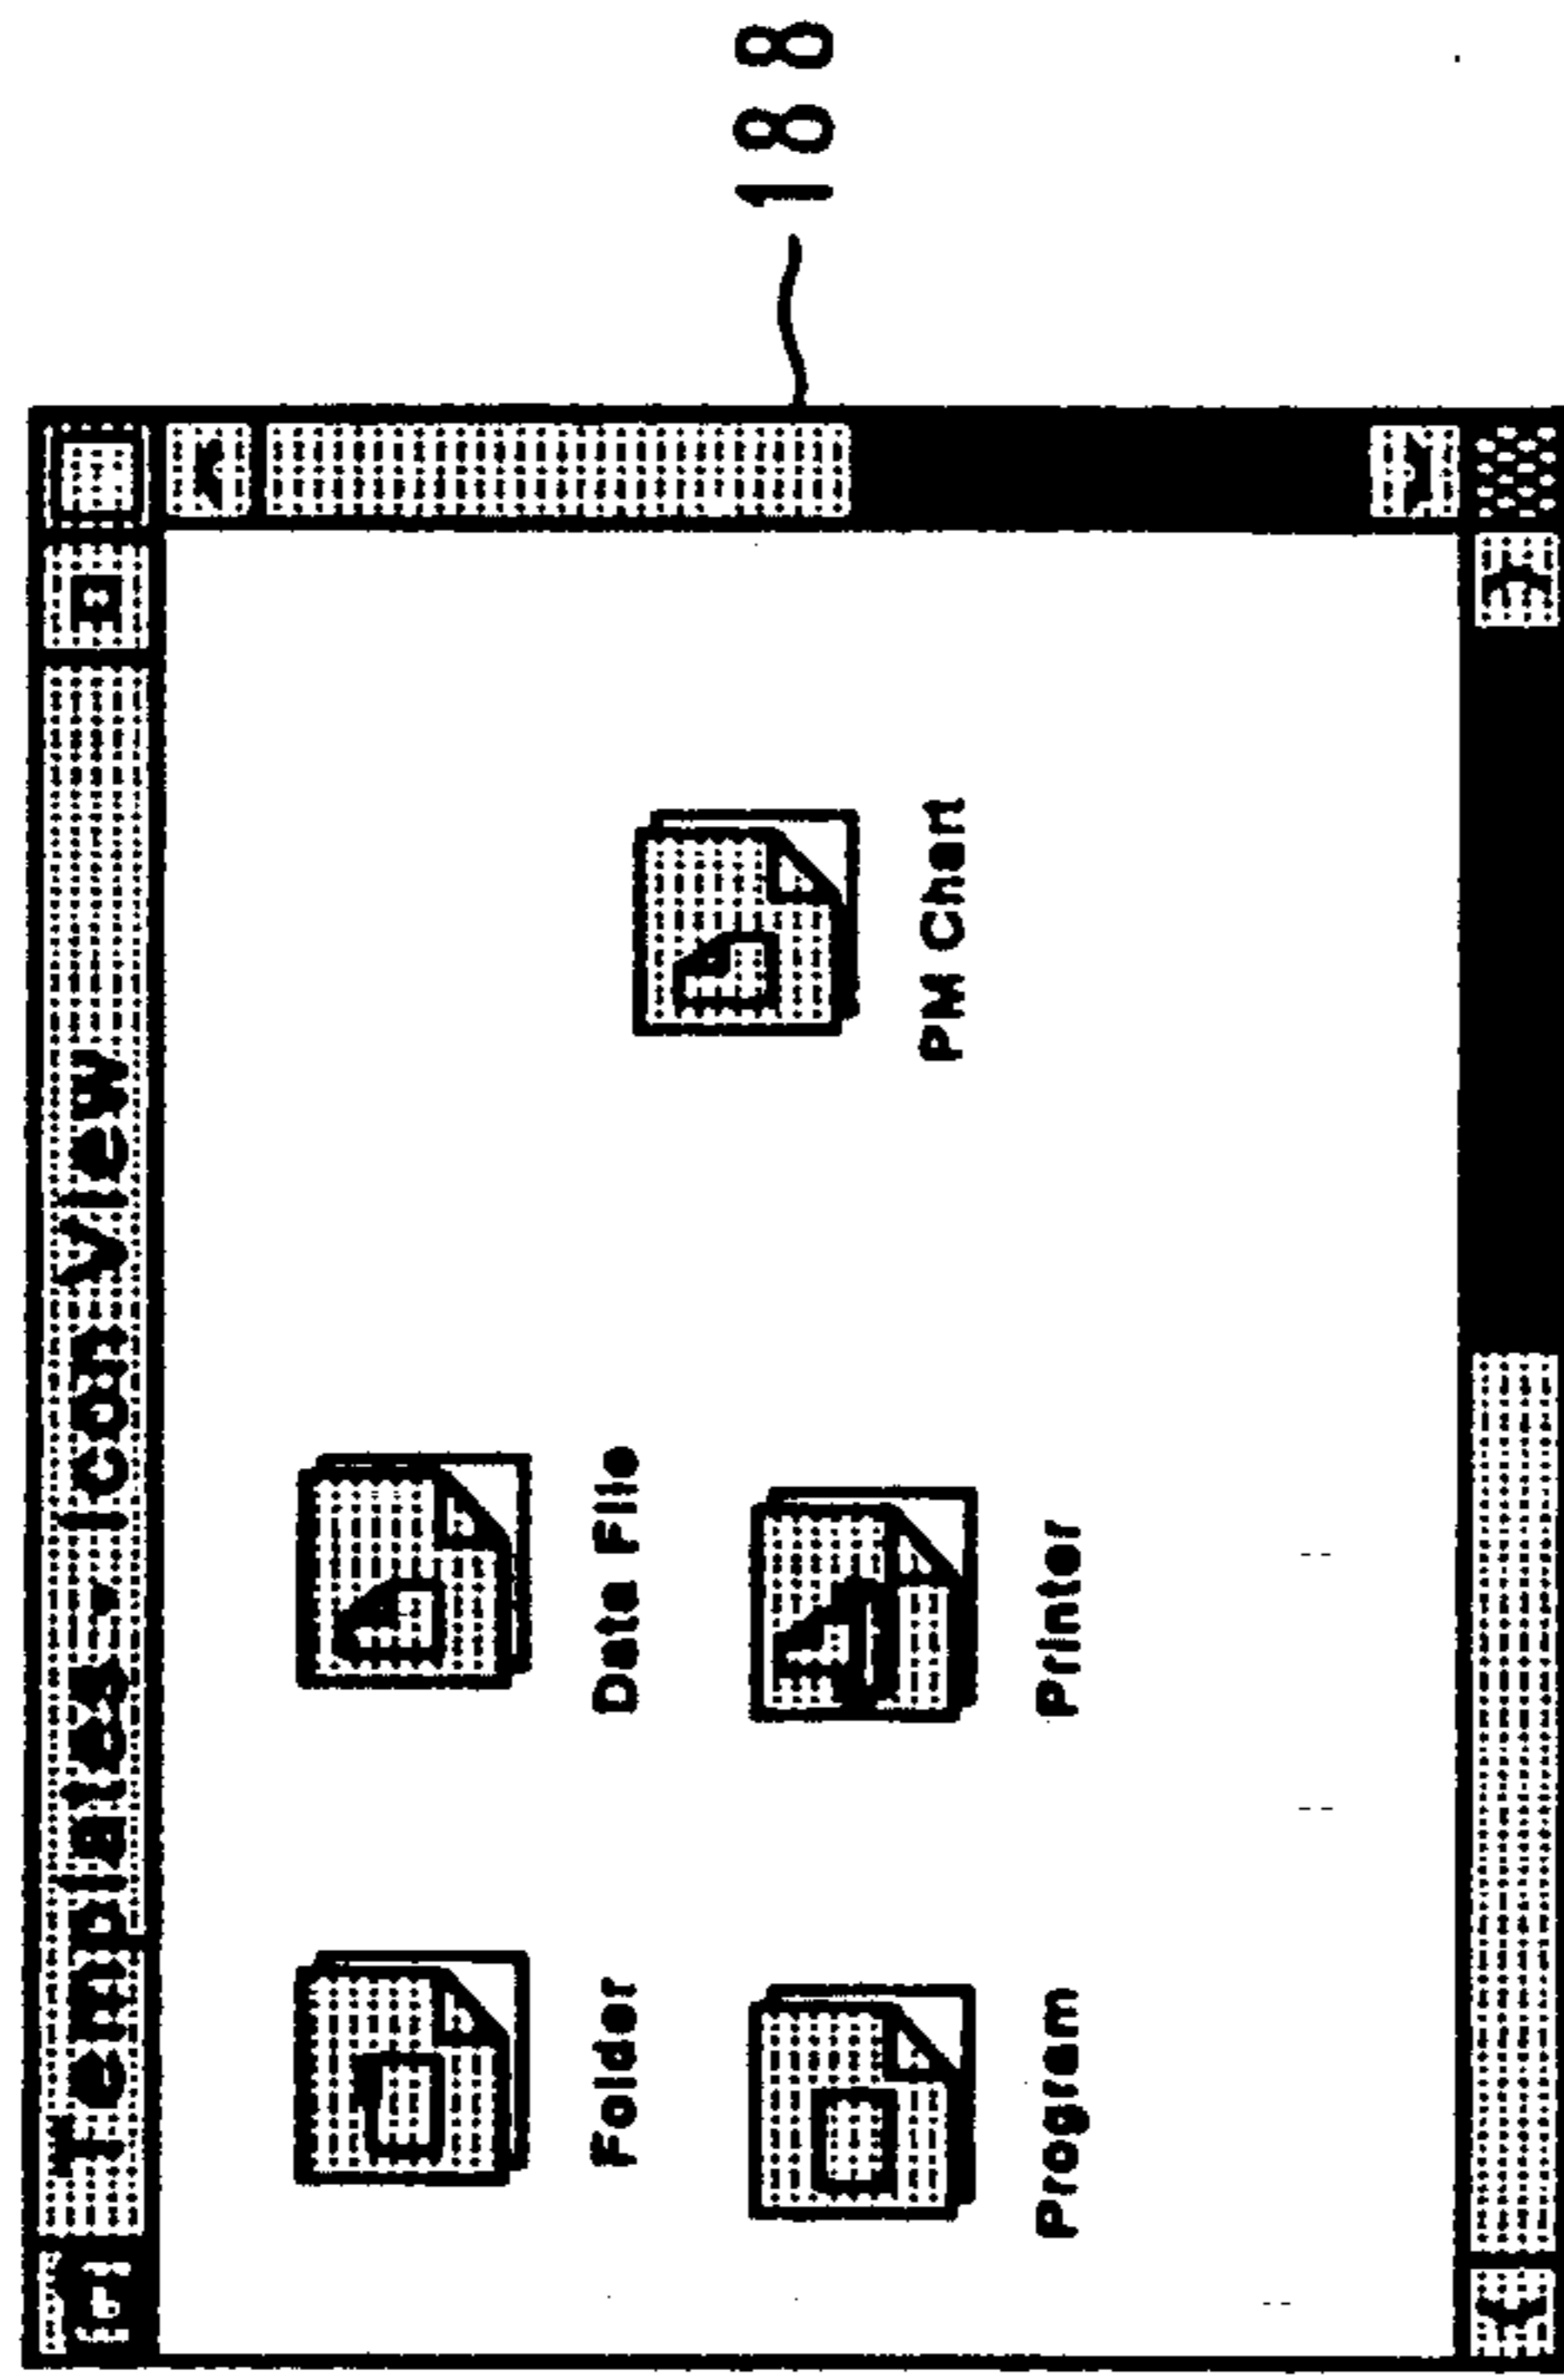 188
Templates - Icon View
Folder
Data File
PM Chart
Program
Printer